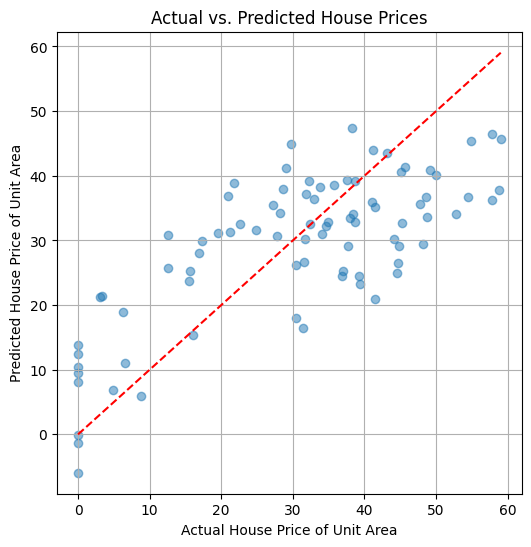 Actual vs. Predicted House Prices
60
50
40
30
20
10
0
Predicted House Price of Unit Area
0 10 20 30 40 50 60
Actual House Price of Unit Area